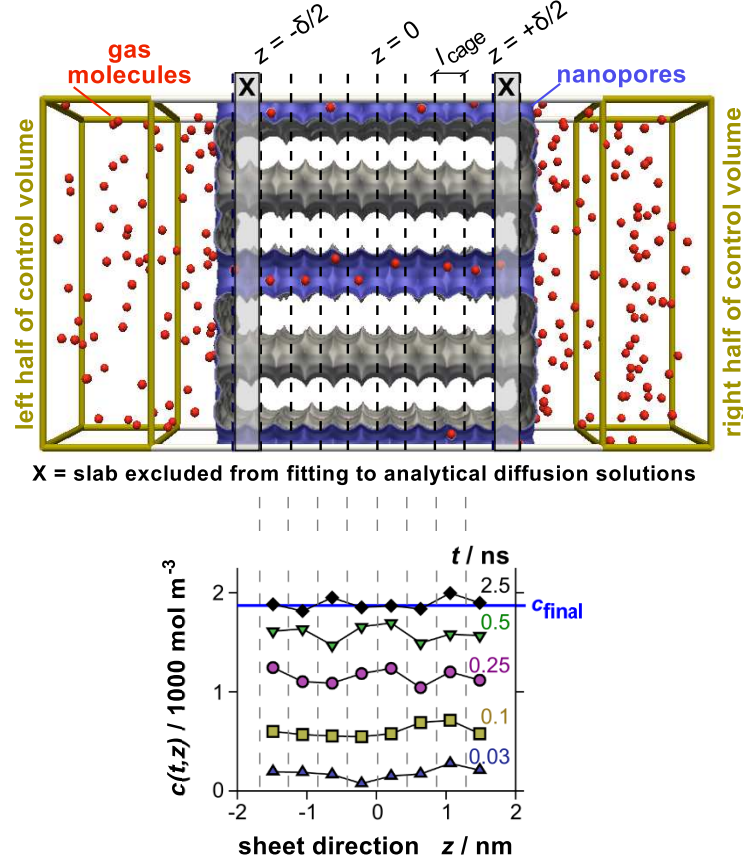 z = -δ/2
z = 0
lcage
z = +δ/2
gas
molecules
X
X
nanopores
left half of control volume
right half of control volume
X = slab excluded from fitting to analytical diffusion solutions
t / ns
2.5
cfinal
0.5
0.25
0.1
0.03
c(t,z) / 1000 mol m-3
2
1
0
-2
-1
0
1
2
sheet direction z / nm